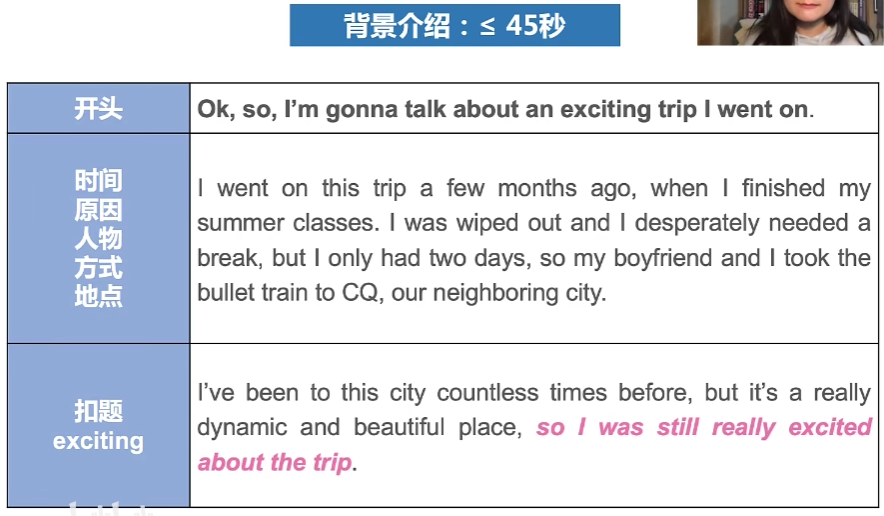 背景介绍：≤ 45秒
开头
Ok, so, I'm gonna talk about an exciting trip I went on.
时间
原因
人物
方式
地点
I went on this trip a few months ago, when I finished my
summer classes. I was wiped out and I desperately needed a
break, but I only had two days, so my boyfriend and I took the
bullet train to CQ, our neighboring city.
扣题
exciting
I've been to this city countless times before, but it's a really
dynamic and beautiful place, so I was still really excited
about the trip.